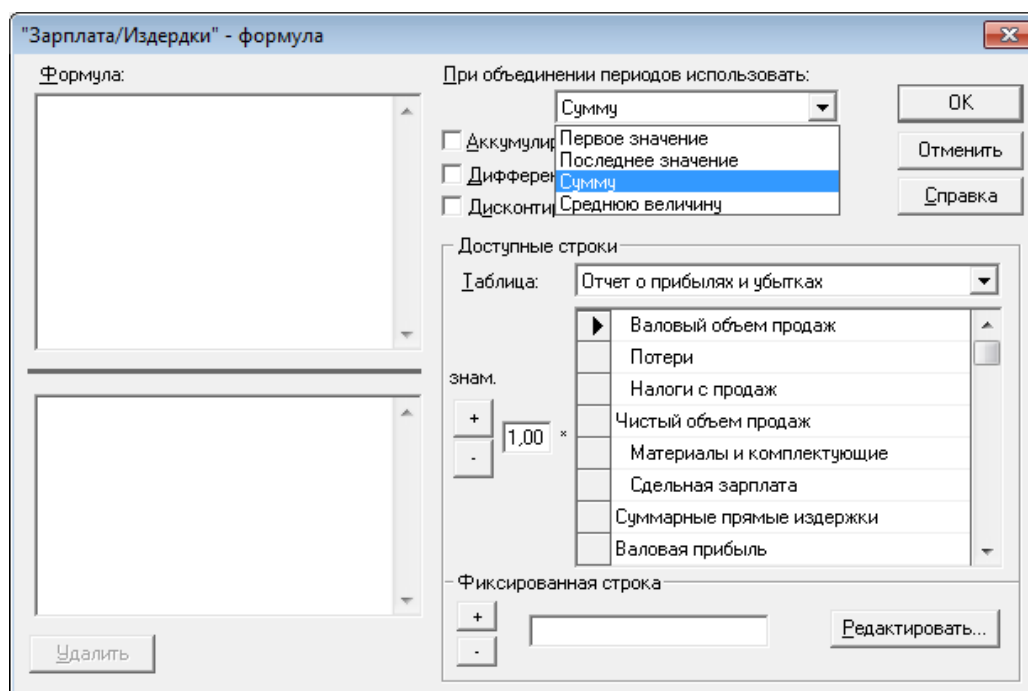 "Зарплата/Издердки" - формула
Формула:
При объединении периодов использовать:
Сумму
OK
Первое значение
Аккумулир
Последнее значение
Отменить
Дифферен
Сумму
Дисконтир
Среднюю величину
Справка
Доступные строки
Таблица:
Отчет о прибылях и убытках
Валовый объем продаж
Потери
знам.
Налоги с продаж
+
Чистый объем продаж
1,00 *
-
Материалы и комплектующие
Сдельная зарплата
Суммарные прямые издержки
Валовая прибыль
Фиксированная строка
+
-
Редактировать...
Удалить